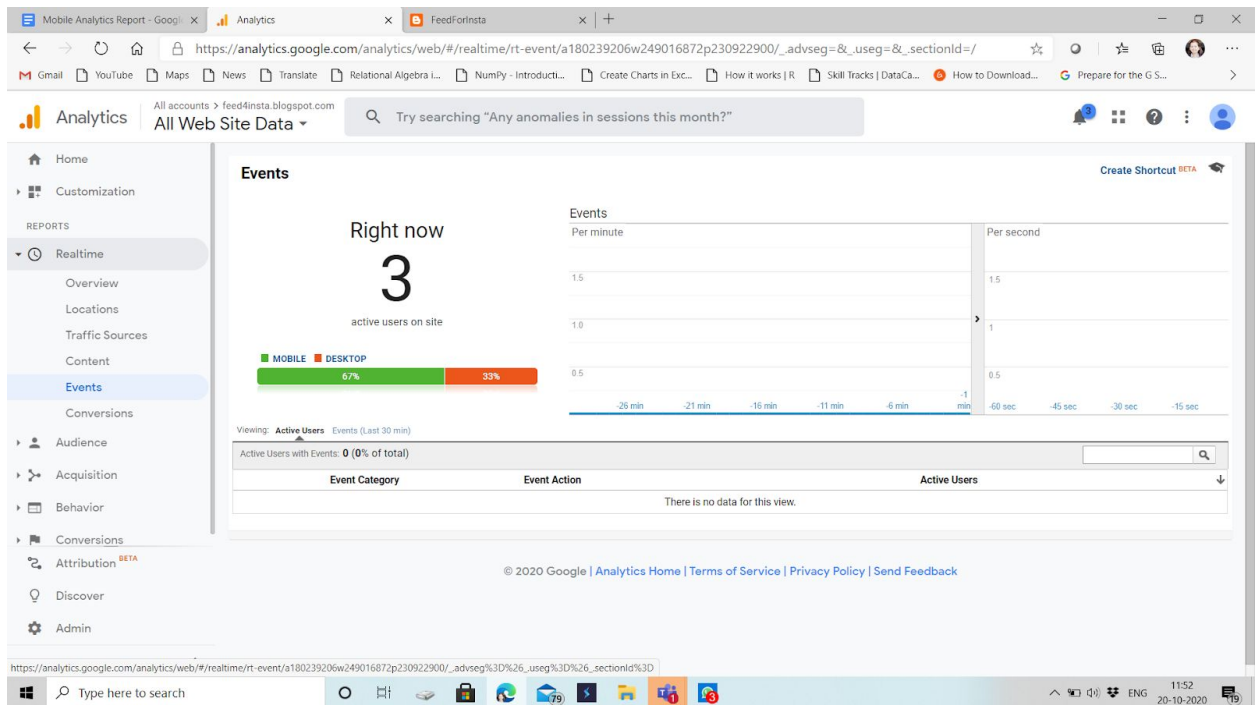 Mobile Analytics Report - Googl
Analytics
FeedForInsta
https://analytics.google.com/analytics/web/#/realtime/rt-event/a180239206w249016872p230922900/_.advseg=&_.useg=&_.sectionId=/
Gmail YouTube Maps News Translate Relational Algebra i... NumPy - Introducti... Create Charts in Exc... How it works | R Skill Tracks | DataCa... How to Download... Prepare for the G S...
Analytics
All accounts > feed4insta.blogspot.com
All Web Site Data
Try searching “Any anomalies in sessions this month?”
3
Home
Customization
REPORTS
Realtime
Overview
Locations
Traffic Sources
Content
Events
Conversions
Audience
Acquisition
Behavior
Conversions
Attribution BETA
Discover
Admin
Events
Create Shortcut BETA
Right now
3
active users on site
MOBILE DESKTOP
67% 33%
Events
Per minute
1.5
1.0
0.5
-26 min -21 min -16 min -11 min -6 min -1 min
Per second
1.5
1
0.5
-60 sec -45 sec -30 sec -15 sec
Viewing: Active Users Events (Last 30 min)
Active Users with Events: 0 (0% of total)
Event Category Event Action Active Users
There is no data for this view.
© 2020 Google | Analytics Home | Terms of Service | Privacy Policy | Send Feedback
https://analytics.google.com/analytics/web/#/realtime/rt-event/a180239206w249016872p230922900/_.advseg%3D%26_.useg%3D%26_.sectionId%3D
Type here to search
79
1
3
ENG
11:52
20-10-2020
19